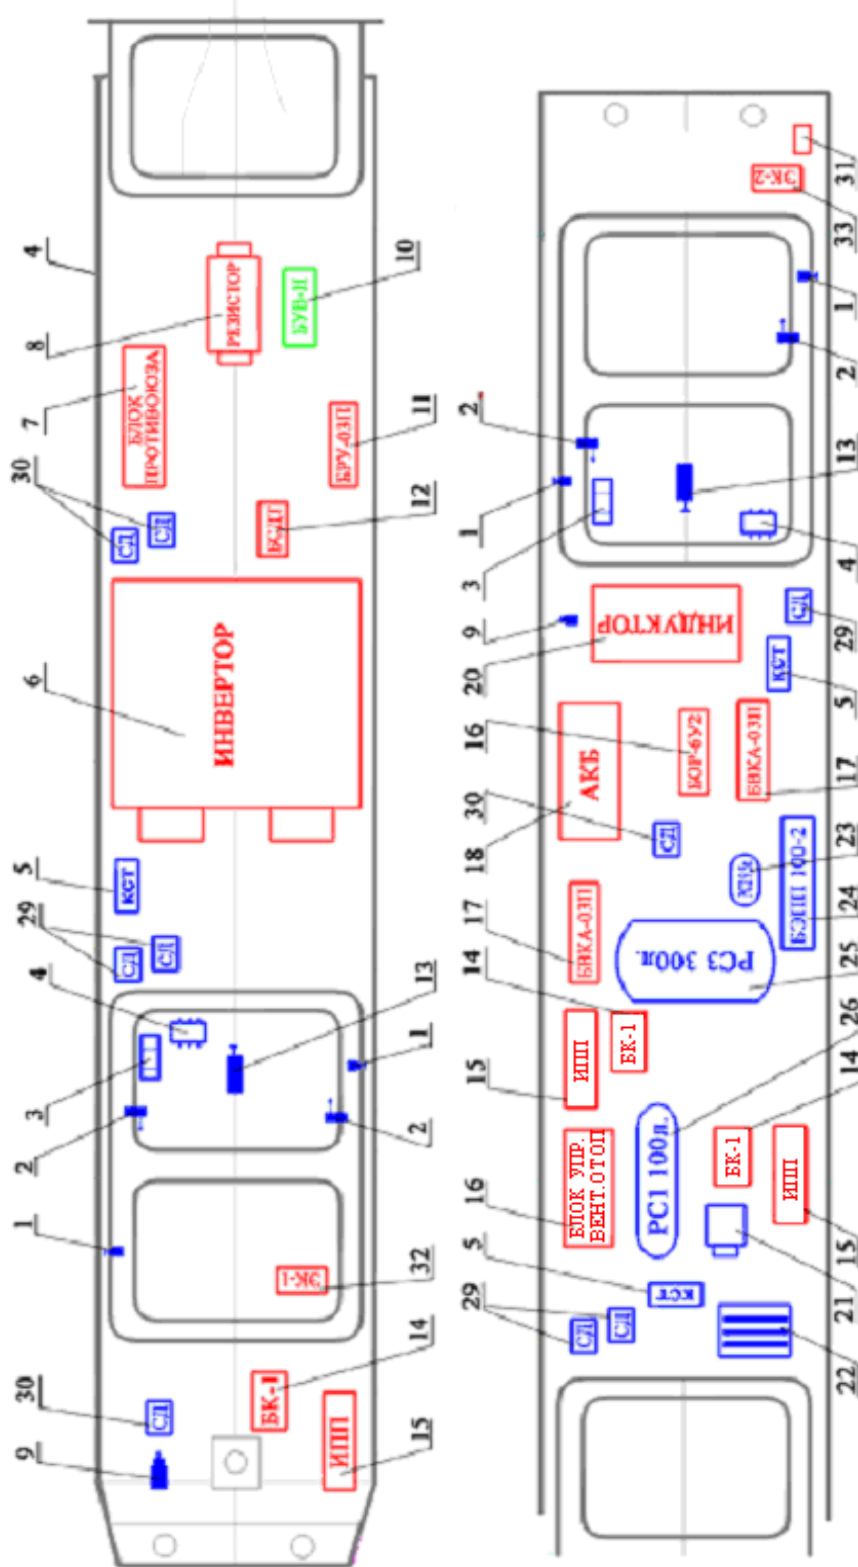 9
30
1
2
3
4
29
5
6
30
7
8
4
СД
СД
СД
КСТ
ИНВЕРТОР
СД
СД
БЛОК
ПРОТИВОЮЗА
РЕЗИСТОР
БК-1
ИПП
ЭК-1
БРУ-03П
БУВ-Н
15
14
32
2
1
13
12
11
10
29
5
16
15
14
17
18
30
16
20
9
3
1
2
СД
СД
КСТ
БЛОК УПР.
ВЕНТ.ОТОП
ИПП
БК-1
РС1 100л.
БК-1
ИПП
БВКА-03П
РС3 300л.
БЭПП 100-2
АКБ
СД
БОР-6У2
БВКА-03П
ИНДУКТОР
КСТ
СД
ЭК-2
22
21
15
14
26
25
24
23
17
5
29
4
13
2
1
33
31